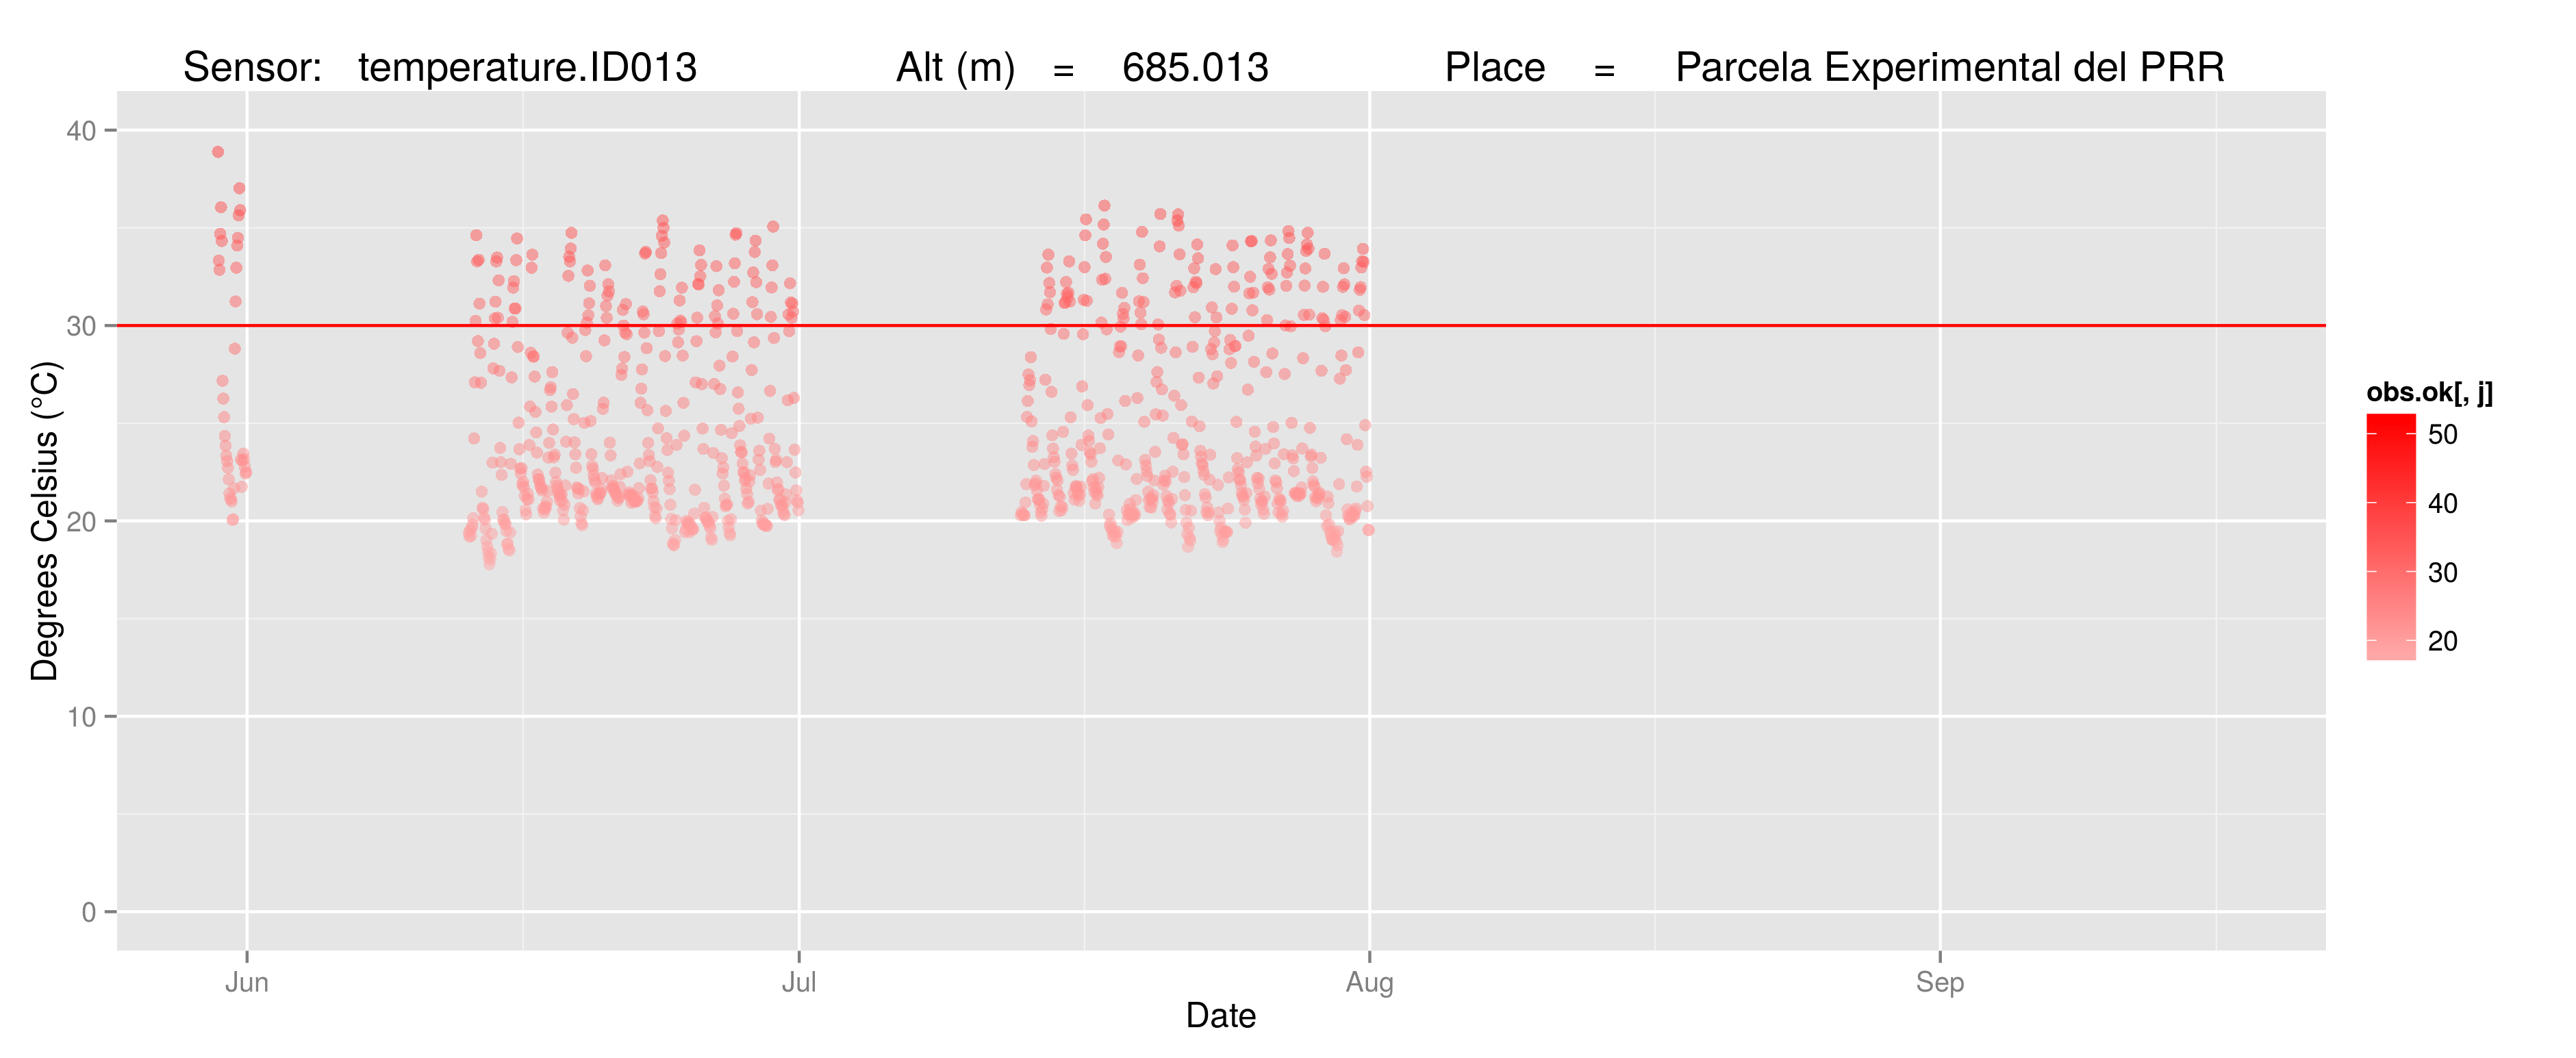 Sensor: temperature.ID013 Alt (m) = 685.013 Place = Parcela Experimental del PRR
40
30
20
10
0
Degrees Celsius (°C)
Jun Jul Aug Sep
Date
obs.ok[, j]
50
40
30
20